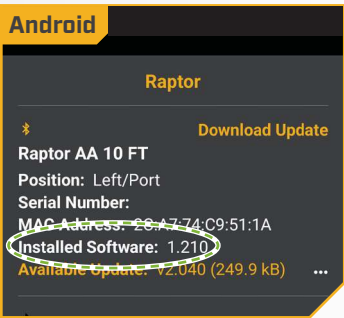 Android
Raptor
Download Update
Raptor AA 10 FT
Position: Left/Port
Serial Number:
MAC Address: 28:A7:74:C9:51:1A
Installed Software: 1.210
Available Update: V2.040 (249.9 kB) ...